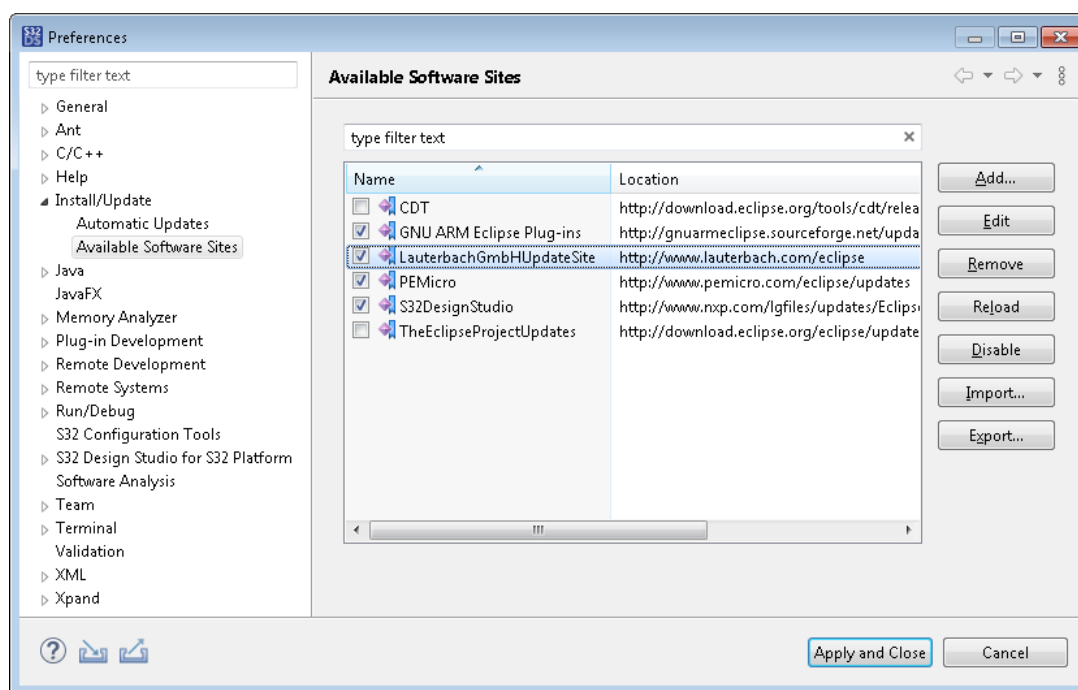 S32
DS
Preferences
type filter text
General
Ant
C/C++
Help
Install/Update
Automatic Updates
Available Software Sites
Java
JavaFX
Memory Analyzer
Plug-in Development
Remote Development
Remote Systems
Run/Debug
S32 Configuration Tools
S32 Design Studio for S32 Platform
Software Analysis
Team
Terminal
Validation
XML
Xpand
Available Software Sites
type filter text
Name Location
CDT http://download.eclipse.org/tools/cdt/relea
GNU ARM Eclipse Plug-ins http://gnuarmeclipse.sourceforge.net/upda
LauterbachGmbHUpdateSite http://www.lauterbach.com/eclipse
PEMicro http://www.pemicro.com/eclipse/updates
S32DesignStudio http://www.nxp.com/lgfiles/updates/Eclips
TheEclipseProjectUpdates http://download.eclipse.org/eclipse/update
Add...
Edit
Remove
Reload
Disable
Import...
Export...
Apply and Close
Cancel